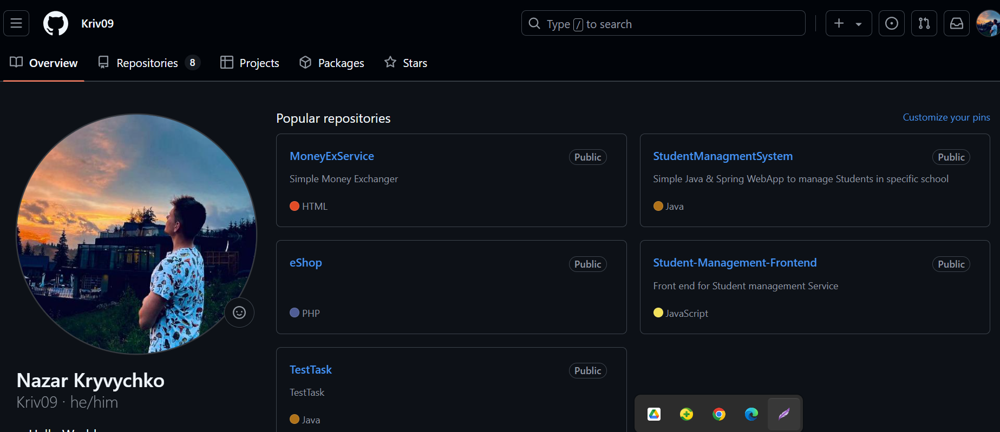 Kriv09
Type / to search
Overview
Repositories 8
Projects
Packages
Stars
Popular repositories
Customize your pins
MoneyExService
Public
Simple Money Exchanger
HTML
StudentManagmentSystem
Public
Simple Java & Spring WebApp to manage Students in specific school
Java
eShop
Public
PHP
Student-Management-Frontend
Public
Front end for Student management Service
JavaScript
TestTask
Public
TestTask
Java
Nazar Kryvychko
Kriv09 · he/him